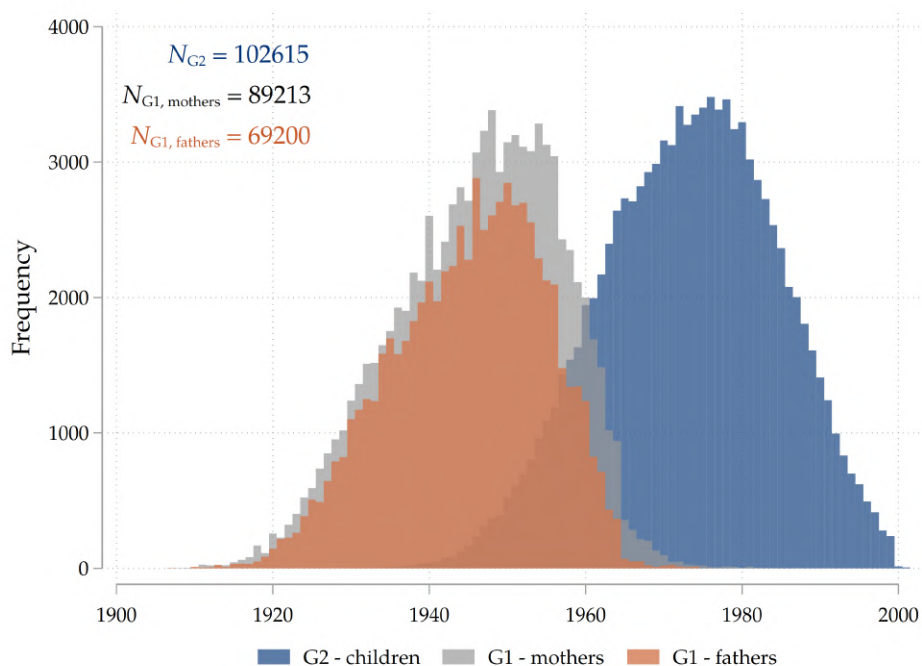 4000
N_G2 = 102615
N_G1, mothers = 89213
N_G1, fathers = 69200
3000
Frequency
2000
1000
0
1900 1920 1940 1960 1980 2000
G2 - children G1 - mothers G1 - fathers